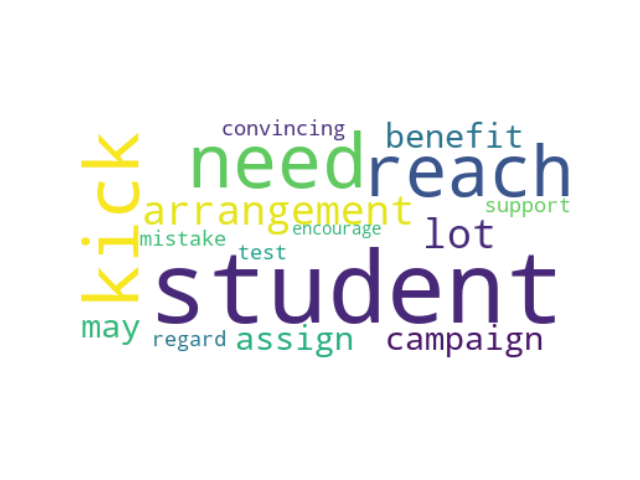 convincing
benefit
need
reach
kick
arrangement
support
lot
encourage
mistake
test
student
may
regard
assign
campaign